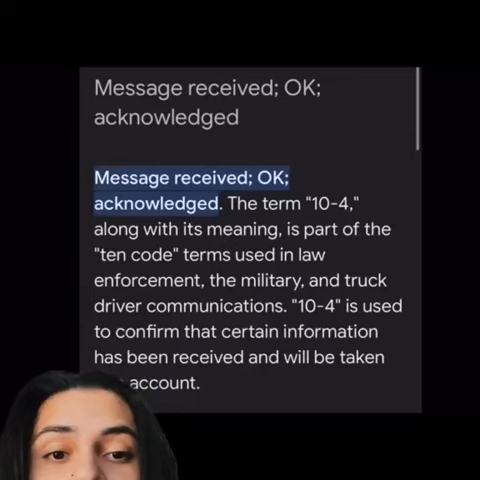 Message received; OK;
acknowledged
Message received; OK;
acknowledged. The term "10-4,"
along with its meaning, is part of the
"ten code" terms used in law
enforcement, the military, and truck
driver communications. "10-4" is used
to confirm that certain information
has been received and will be taken
account.